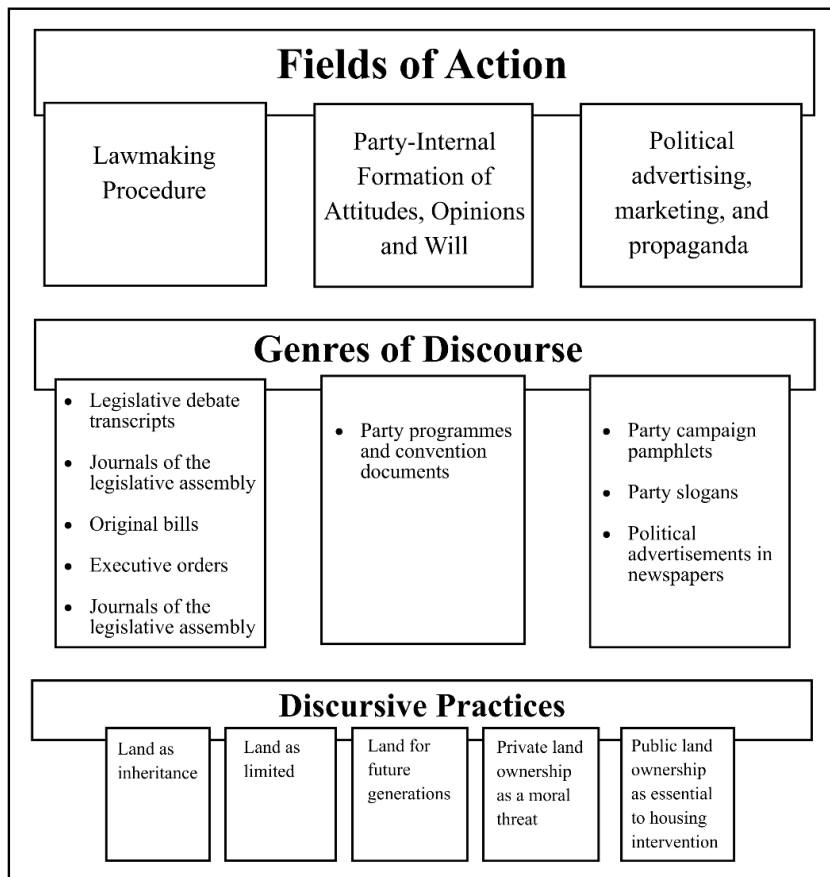 Fields of Action
Lawmaking
Procedure
Party-Internal
Formation of
Attitudes, Opinions
and Will
Political
advertising,
marketing, and
propaganda
Genres of Discourse
• Legislative debate
transcripts
• Journals of the
legislative assembly
• Original bills
• Executive orders
• Journals of the
legislative assembly
• Party programmes
and convention
documents
• Party campaign
pamphlets
• Party slogans
• Political
advertisements in
newspapers
Discursive Practices
Land as
inheritance
Land as
limited
Land for
future
generations
Private land
ownership
as a moral
threat
Public land
ownership
as essential
to housing
intervention